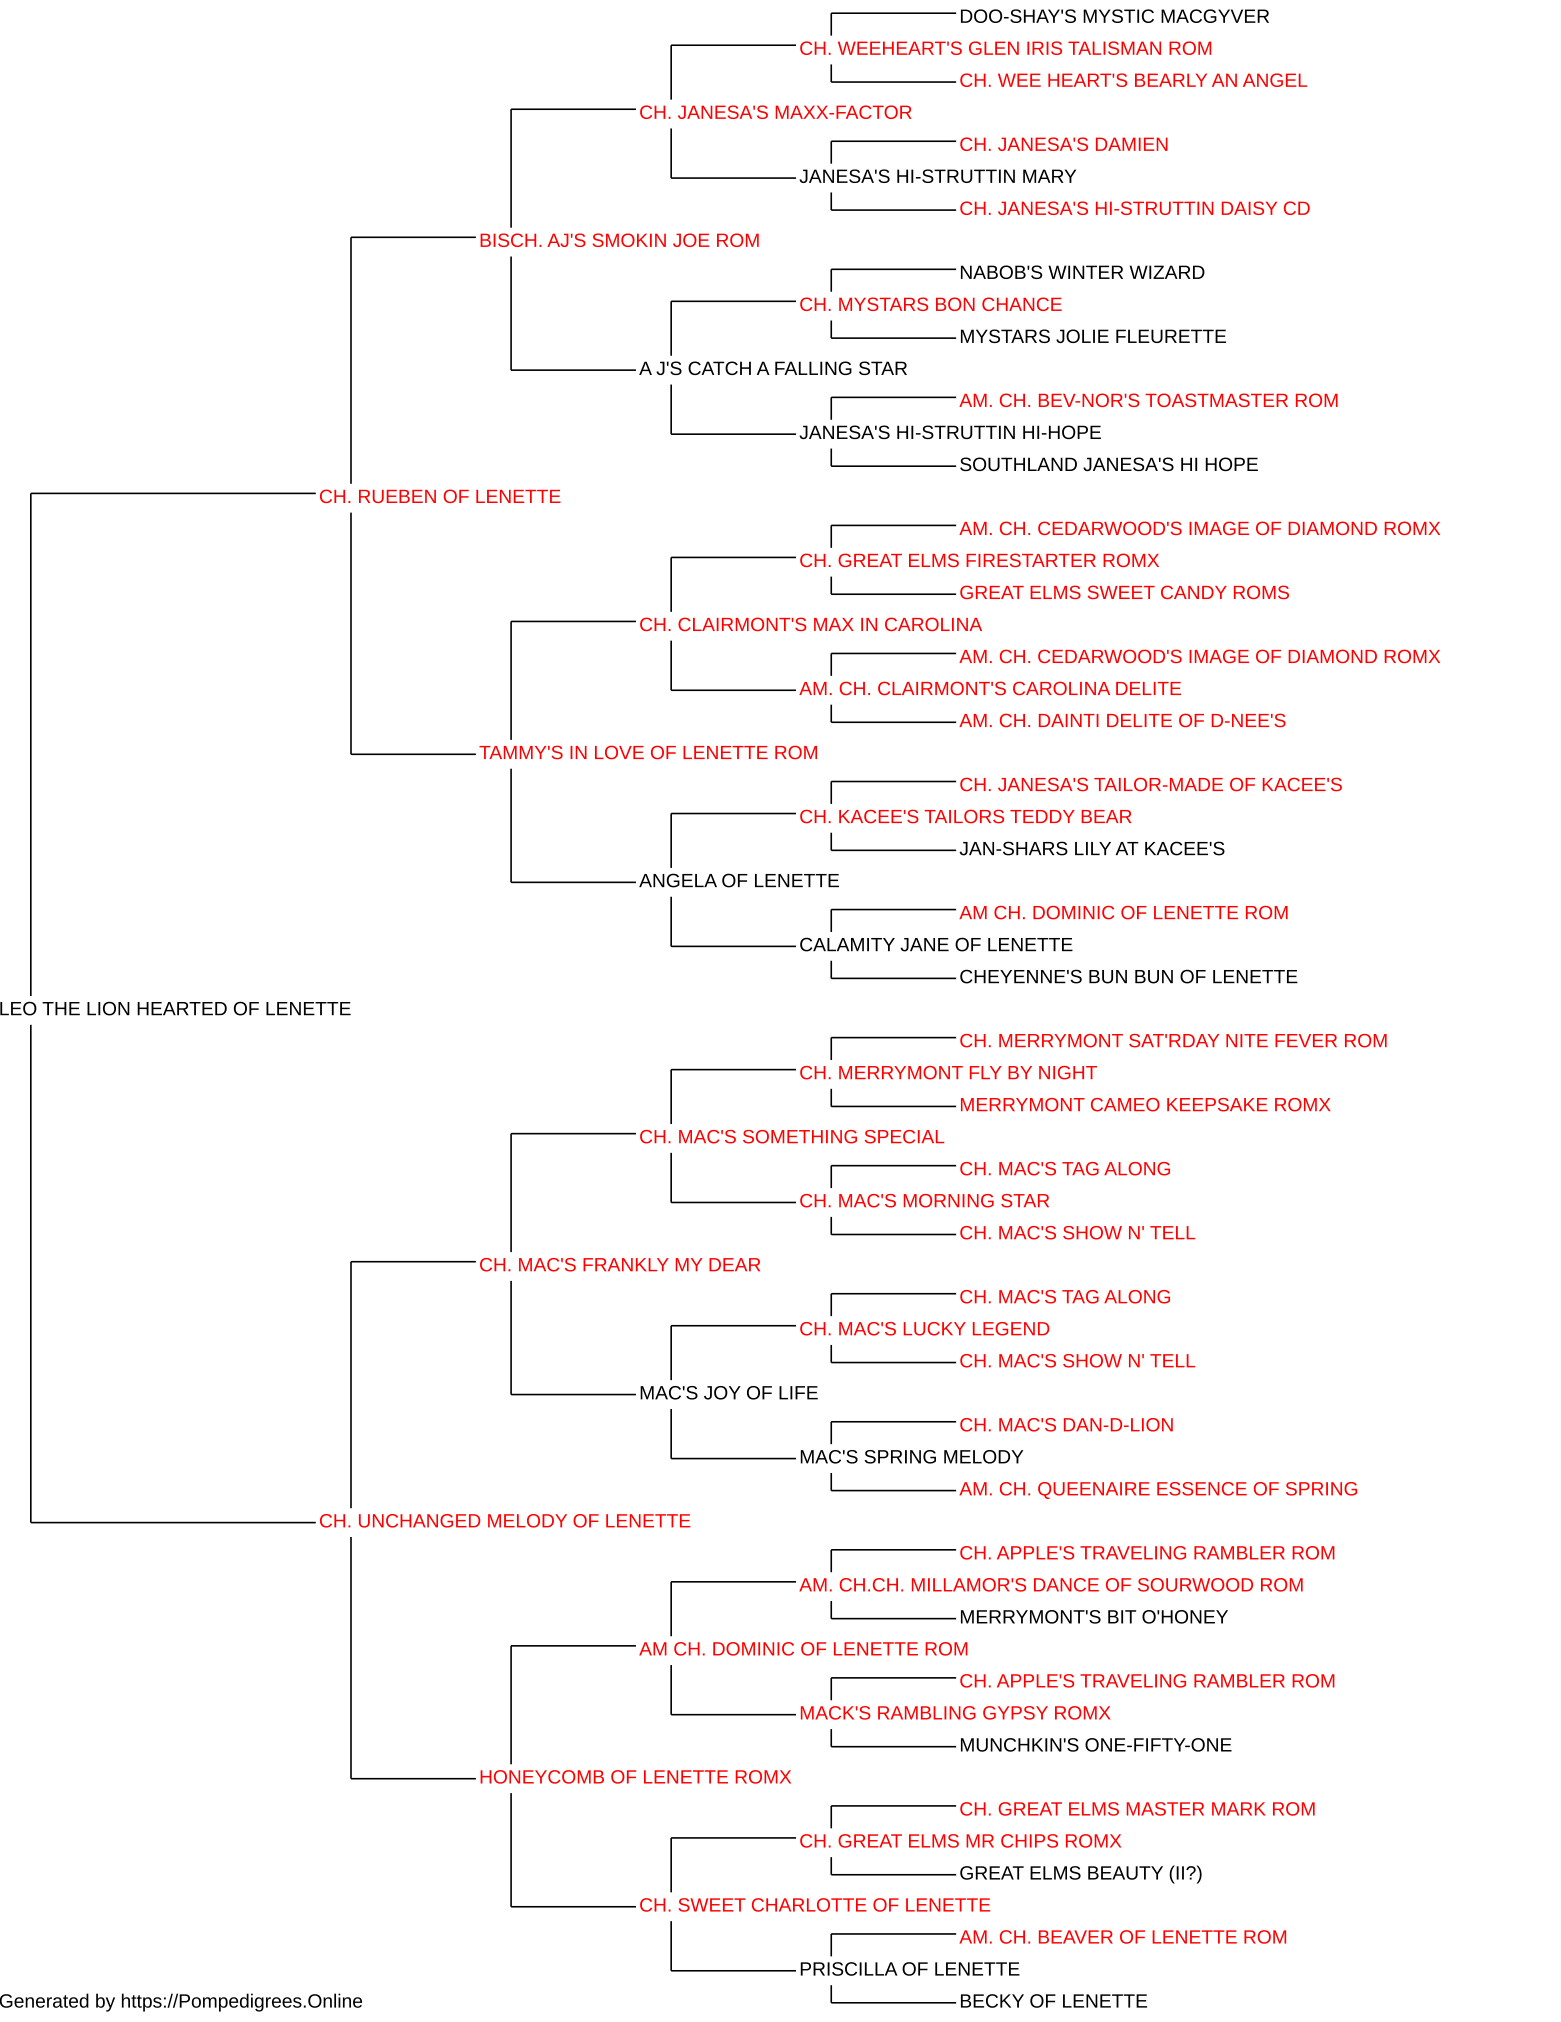 DOO-SHAY'S MYSTIC MACGYVER
CH. WEEHEART'S GLEN IRIS TALISMAN ROM
CH. WEE HEART'S BEARLY AN ANGEL
CH. JANESA'S MAXX-FACTOR
CH. JANESA'S DAMIEN
JANESA'S HI-STRUTTIN MARY
CH. JANESA'S HI-STRUTTIN DAISY CD
BISCH. AJ'S SMOKIN JOE ROM
NABOB'S WINTER WIZARD
CH. MYSTARS BON CHANCE
MYSTARS JOLIE FLEURETTE
A J'S CATCH A FALLING STAR
AM. CH. BEV-NOR'S TOASTMASTER ROM
JANESA'S HI-STRUTTIN HI-HOPE
SOUTHLAND JANESA'S HI HOPE
CH. RUEBEN OF LENETTE
AM. CH. CEDARWOOD'S IMAGE OF DIAMOND ROMX
CH. GREAT ELMS FIRESTARTER ROMX
GREAT ELMS SWEET CANDY ROMS
CH. CLAIRMONT'S MAX IN CAROLINA
AM. CH. CEDARWOOD'S IMAGE OF DIAMOND ROMX
AM. CH. CLAIRMONT'S CAROLINA DELITE
AM. CH. DAINTI DELITE OF D-NEE'S
TAMMY'S IN LOVE OF LENETTE ROM
CH. JANESA'S TAILOR-MADE OF KACEE'S
CH. KACEE'S TAILORS TEDDY BEAR
JAN-SHARS LILY AT KACEE'S
ANGELA OF LENETTE
AM CH. DOMINIC OF LENETTE ROM
CALAMITY JANE OF LENETTE
CHEYENNE'S BUN BUN OF LENETTE
LEO THE LION HEARTED OF LENETTE
CH. MERRYMONT SAT'RDAY NITE FEVER ROM
CH. MERRYMONT FLY BY NIGHT
MERRYMONT CAMEO KEEPSAKE ROMX
CH. MAC'S SOMETHING SPECIAL
CH. MAC'S TAG ALONG
CH. MAC'S MORNING STAR
CH. MAC'S SHOW N' TELL
CH. MAC'S FRANKLY MY DEAR
CH. MAC'S TAG ALONG
CH. MAC'S LUCKY LEGEND
CH. MAC'S SHOW N' TELL
MAC'S JOY OF LIFE
CH. MAC'S DAN-D-LION
MAC'S SPRING MELODY
AM. CH. QUEENAIRE ESSENCE OF SPRING
CH. UNCHANGED MELODY OF LENETTE
CH. APPLE'S TRAVELING RAMBLER ROM
AM. CH.CH. MILLAMOR'S DANCE OF SOURWOOD ROM
MERRYMONT'S BIT O'HONEY
AM CH. DOMINIC OF LENETTE ROM
CH. APPLE'S TRAVELING RAMBLER ROM
MACK'S RAMBLING GYPSY ROMX
MUNCHKIN'S ONE-FIFTY-ONE
HONEYCOMB OF LENETTE ROMX
CH. GREAT ELMS MASTER MARK ROM
CH. GREAT ELMS MR CHIPS ROMX
GREAT ELMS BEAUTY (II?)
CH. SWEET CHARLOTTE OF LENETTE
AM. CH. BEAVER OF LENETTE ROM
PRISCILLA OF LENETTE
BECKY OF LENETTE
Generated by https://Pompedigrees.Online